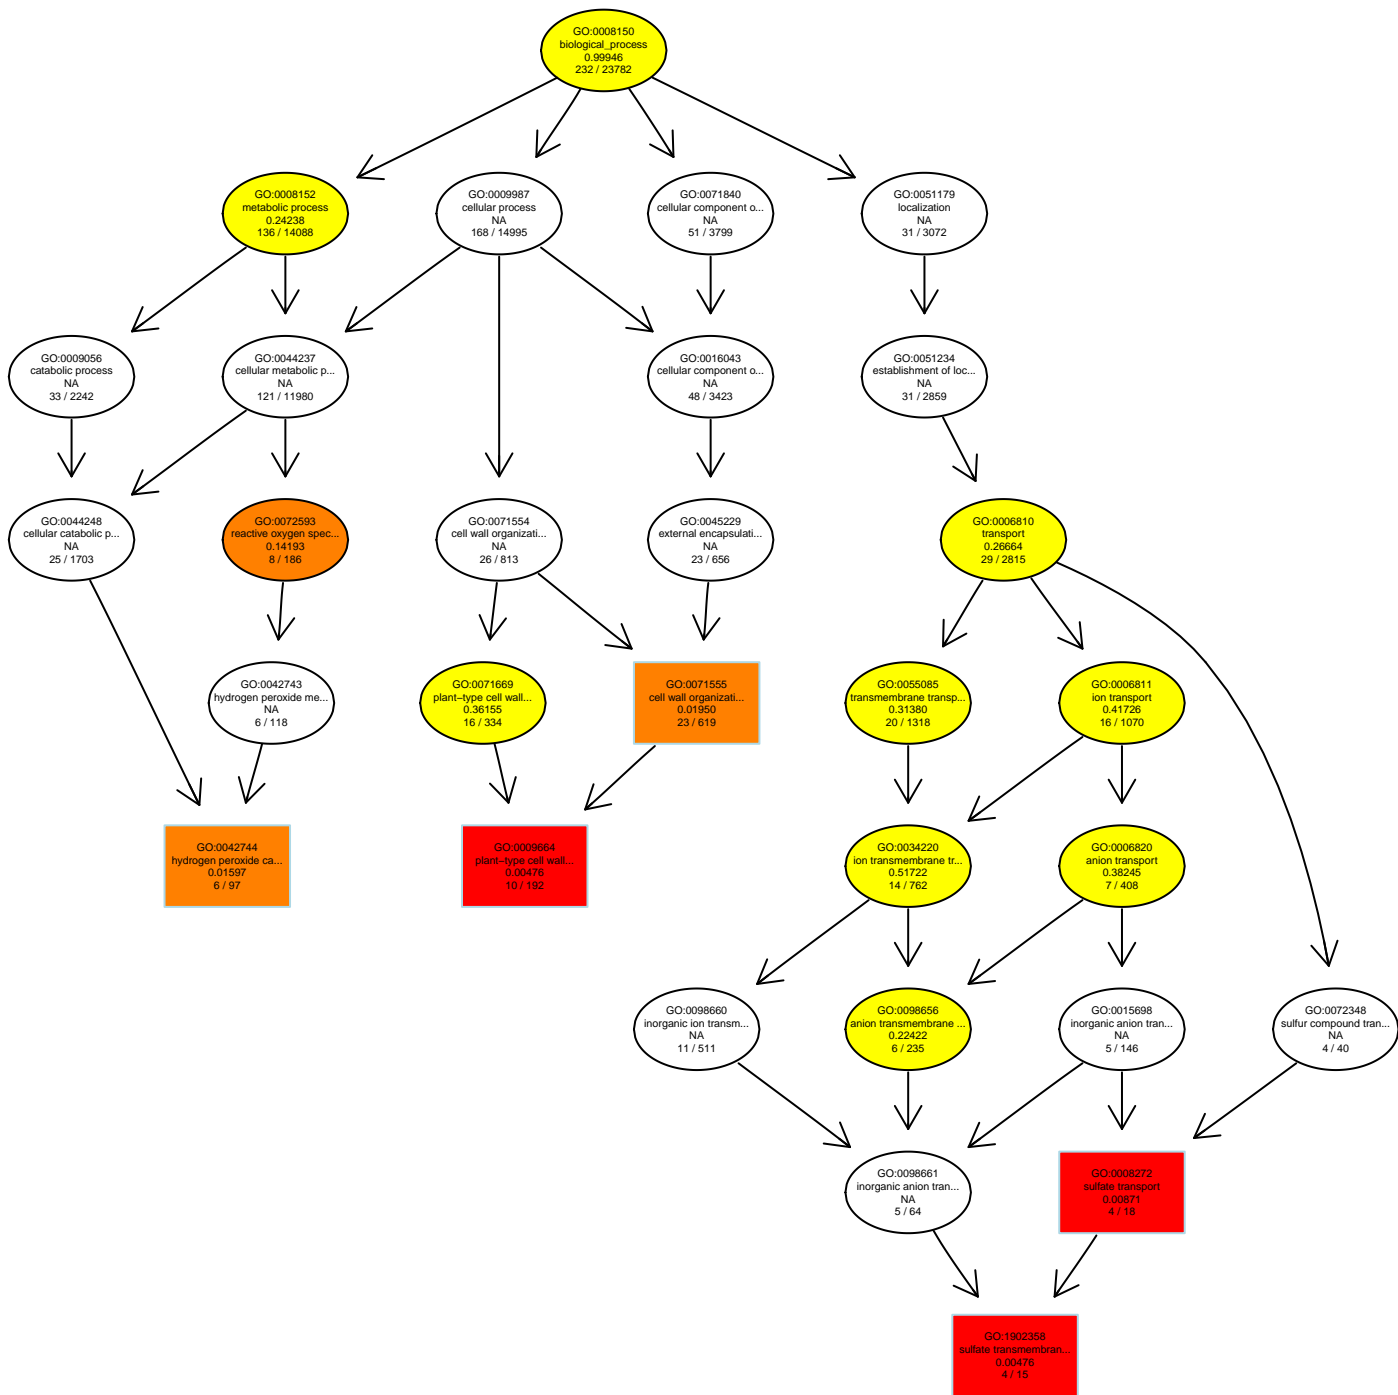 GO:0008150
biological_process
0.99946
232 / 23782
GO:0008152
metabolic process
0.24238
136 / 14088
GO:0009987
cellular process
NA
168 / 14995
GO:0071840
cellular component o...
NA
51 / 3799
GO:0051179
localization
NA
31 / 3072
GO:0009056
catabolic process
NA
33 / 2242
GO:0044237
cellular metabolic p...
NA
121 / 11980
GO:0016043
cellular component o...
NA
48 / 3423
GO:0051234
establishment of loc...
NA
31 / 2859
GO:0044248
cellular catabolic p...
NA
25 / 1703
GO:0072593
reactive oxygen spec...
0.14193
8 / 186
GO:0071554
cell wall organizati...
NA
26 / 813
GO:0045229
external encapsulati...
NA
23 / 656
GO:0006810
transport
0.26664
29 / 2815
GO:0042743
hydrogen peroxide me...
NA
6 / 118
GO:0071669
plant−type cell wall...
0.36155
16 / 334
GO:0071555
cell wall organizati...
0.01950
23 / 619
GO:0055085
transmembrane transp...
0.31380
20 / 1318
GO:0006811
ion transport
0.41726
16 / 1070
GO:0042744
hydrogen peroxide ca...
0.01597
6 / 97
GO:0009664
plant−type cell wall...
0.00476
10 / 192
GO:0034220
ion transmembrane tr...
0.51722
14 / 762
GO:0006820
anion transport
0.38245
7 / 408
GO:0098660
inorganic ion transm...
NA
11 / 511
GO:0098656
anion transmembrane ...
0.22422
6 / 235
GO:0015698
inorganic anion tran...
NA
5 / 146
GO:0072348
sulfur compound tran...
NA
4 / 40
GO:0098661
inorganic anion tran...
NA
5 / 64
GO:0008272
sulfate transport
0.00871
4 / 18
GO:1902358
sulfate transmembran...
0.00476
4 / 15